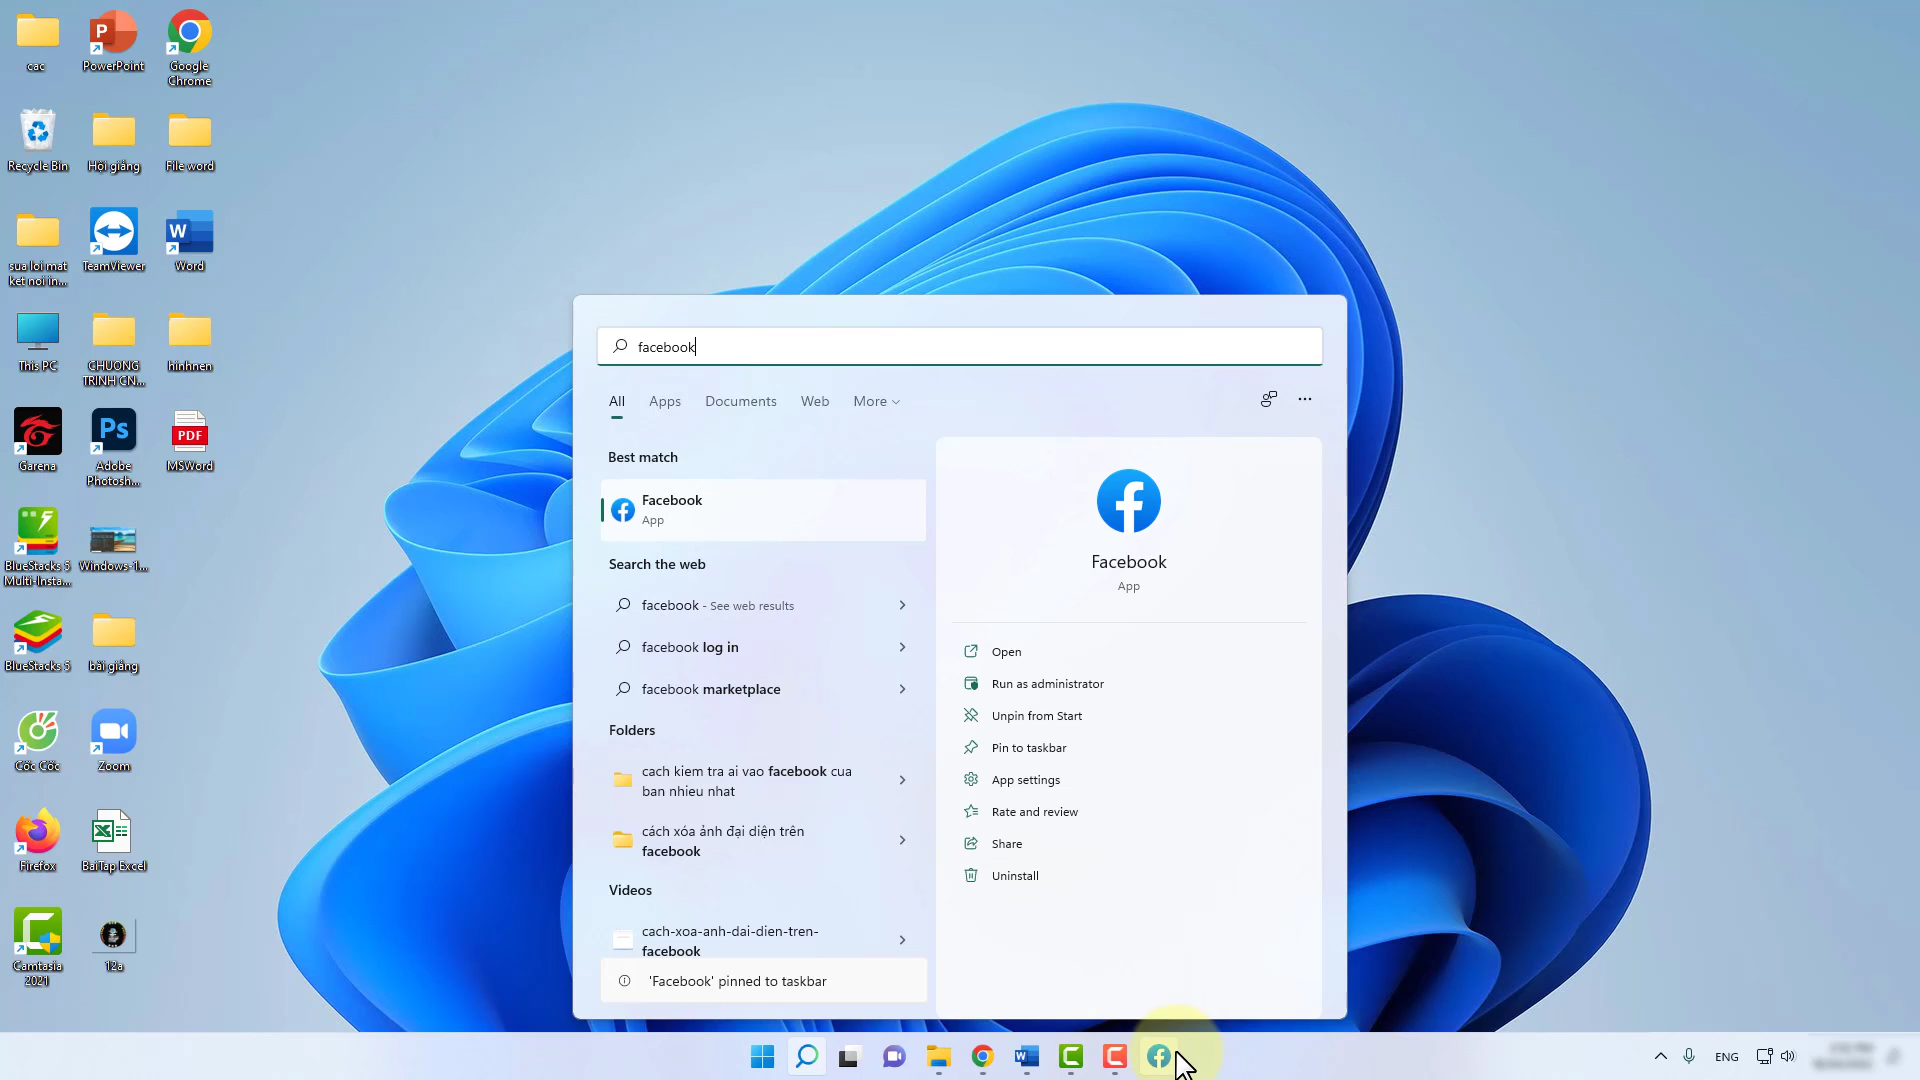 cac
PowerPoint
Google
Chrome
Recycle Bin
Hội giảng
File word
sua loi mat
ket noi in...
TeamViewer
Word
This PC
CHUONG
TRINH CN...
hinhnen
Garena
Adobe
Photosh...
MSWord
BlueStacks 5
Multi-Insta...
Windows-1...
BlueStacks 5
bài giảng
Cốc Cốc
Zoom
Firefox
BaiTap Excel
Camtasia
2021
12a
facebook
All Apps Documents Web More
Best match
Facebook
App
Search the web
facebook - See web results
facebook log in
facebook marketplace
Folders
cach kiem tra ai vao facebook cua
ban nhieu nhat
cách xóa ảnh đại diện trên
facebook
Videos
cach-xoa-anh-dai-dien-tren-
facebook
'Facebook' pinned to taskbar
Facebook
App
Open
Run as administrator
Unpin from Start
Pin to taskbar
App settings
Rate and review
Share
Uninstall
ENG